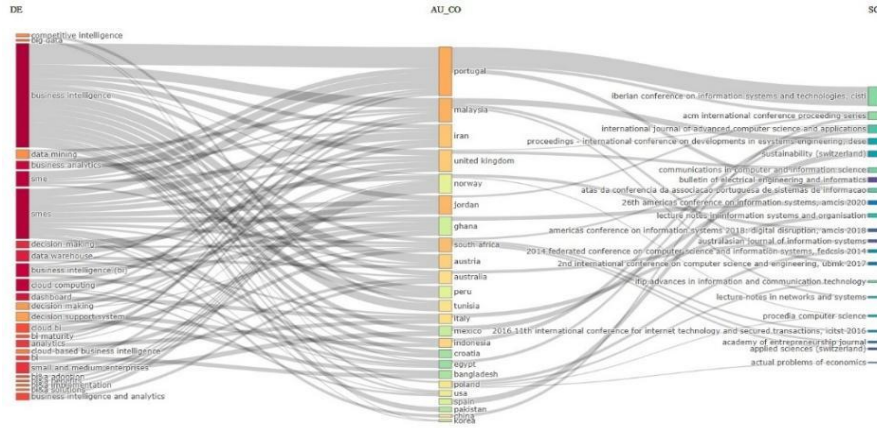 DE
AU_CO
SO
competitive intelligence
big data
business intelligence
data mining
business analytics
sme
smes
decision-making
data warehouse
business intelligence (bi)
cloud computing
dashboard
decision making
decision support system
cloud bi
bi maturity
analytics
cloud-based business intelligence
bi
small and medium enterprises
bi&a adoption
bi&a benefits
bi&a implementation
bi&a solutions
business intelligence and analytics
portugal
malaysia
iran
united kingdom
norway
jordan
ghana
south africa
austria
australia
peru
tunisia
italy
mexico
indonesia
croatia
egypt
bangladesh
poland
usa
spain
pakistan
china
korea
iberian conference on information systems and technologies, cisti
acm international conference proceeding series
international journal of advanced computer science and applications
proceedings - international conference on developments in esystems engineering, dese
sustainability (switzerland)
communications in computer and information science
bulletin of electrical engineering and informatics
atas da conferencia da associacao portuguesa de sistemas de informacao
26th americas conference on information systems, amcis 2020
lecture notes in information systems and organisation
americas conference on information systems 2018: digital disruption, amcis 2018
australasian journal of information systems
2014 federated conference on computer science and information systems, fedcsis 2014
2nd international conference on computer science and engineering, ubmk 2017
ifip advances in information and communication technology
lecture notes in networks and systems
procedia computer science
2016 11th international conference for internet technology and secured transactions, icitst 2016
academy of entrepreneurship journal
applied sciences (switzerland)
actual problems of economics